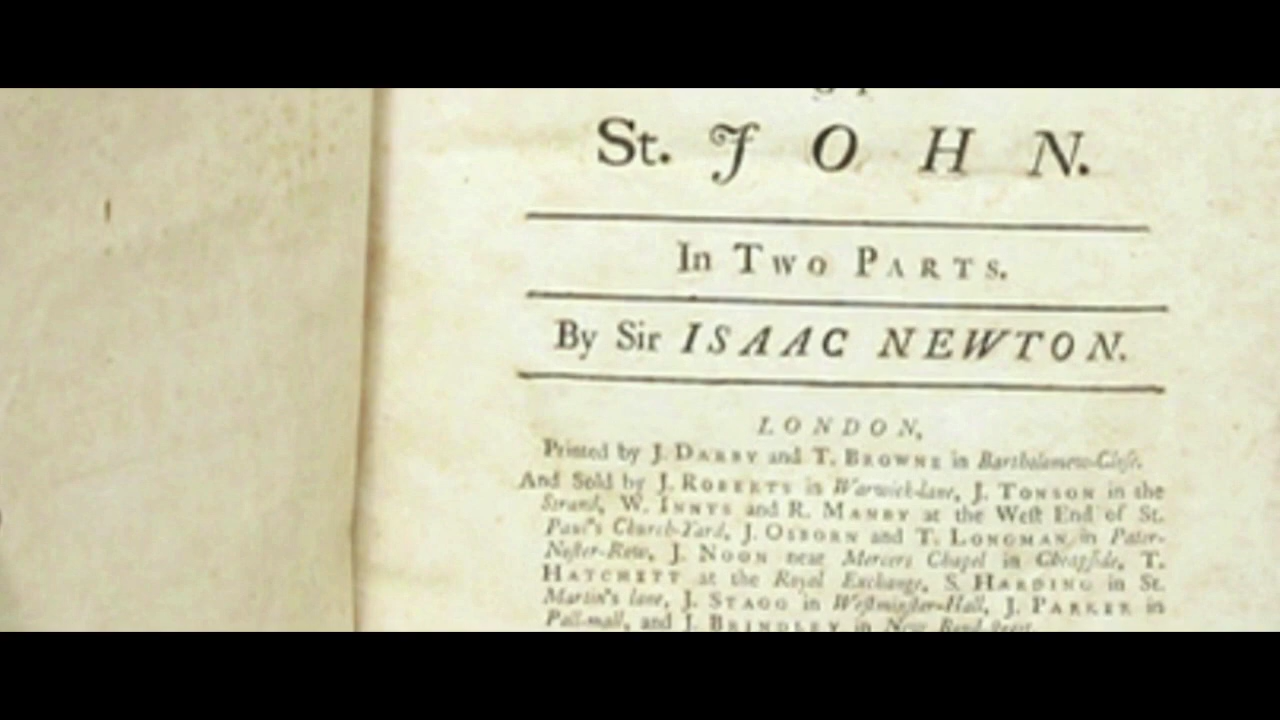 St. JOHN.
In Two PARTS.
By Sir ISAAC NEWTON.
LONDON,
Printed by J. DARBY and T. BROWNE in Bartholomew-Close.
And Sold by J. ROBERTS in Warwick-lane, J. TONSON in the
Strand, W. INNYS and R. MANBY at the West End of St.
Paul's Church-Yard, J. OSBORN and T. LONGMAN in Pater-
Noster-Row, J. NOON near Mercers Chapel in Cheapside, T.
HATCHETT at the Royal Exchange, S. HARDING in St.
Martin's lane, J. STAGG in Westminster-Hall, J. PARKER in
Pall-mall, and J. BRINDLEY in New Bond-